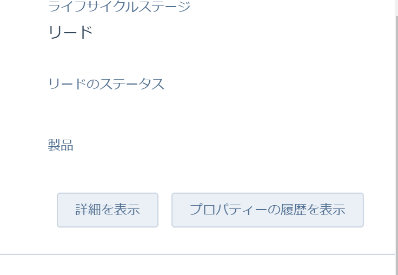 ライフサイクルステージ
リード
リードのステータス
製品
詳細を表示
プロパティーの履歴を表示